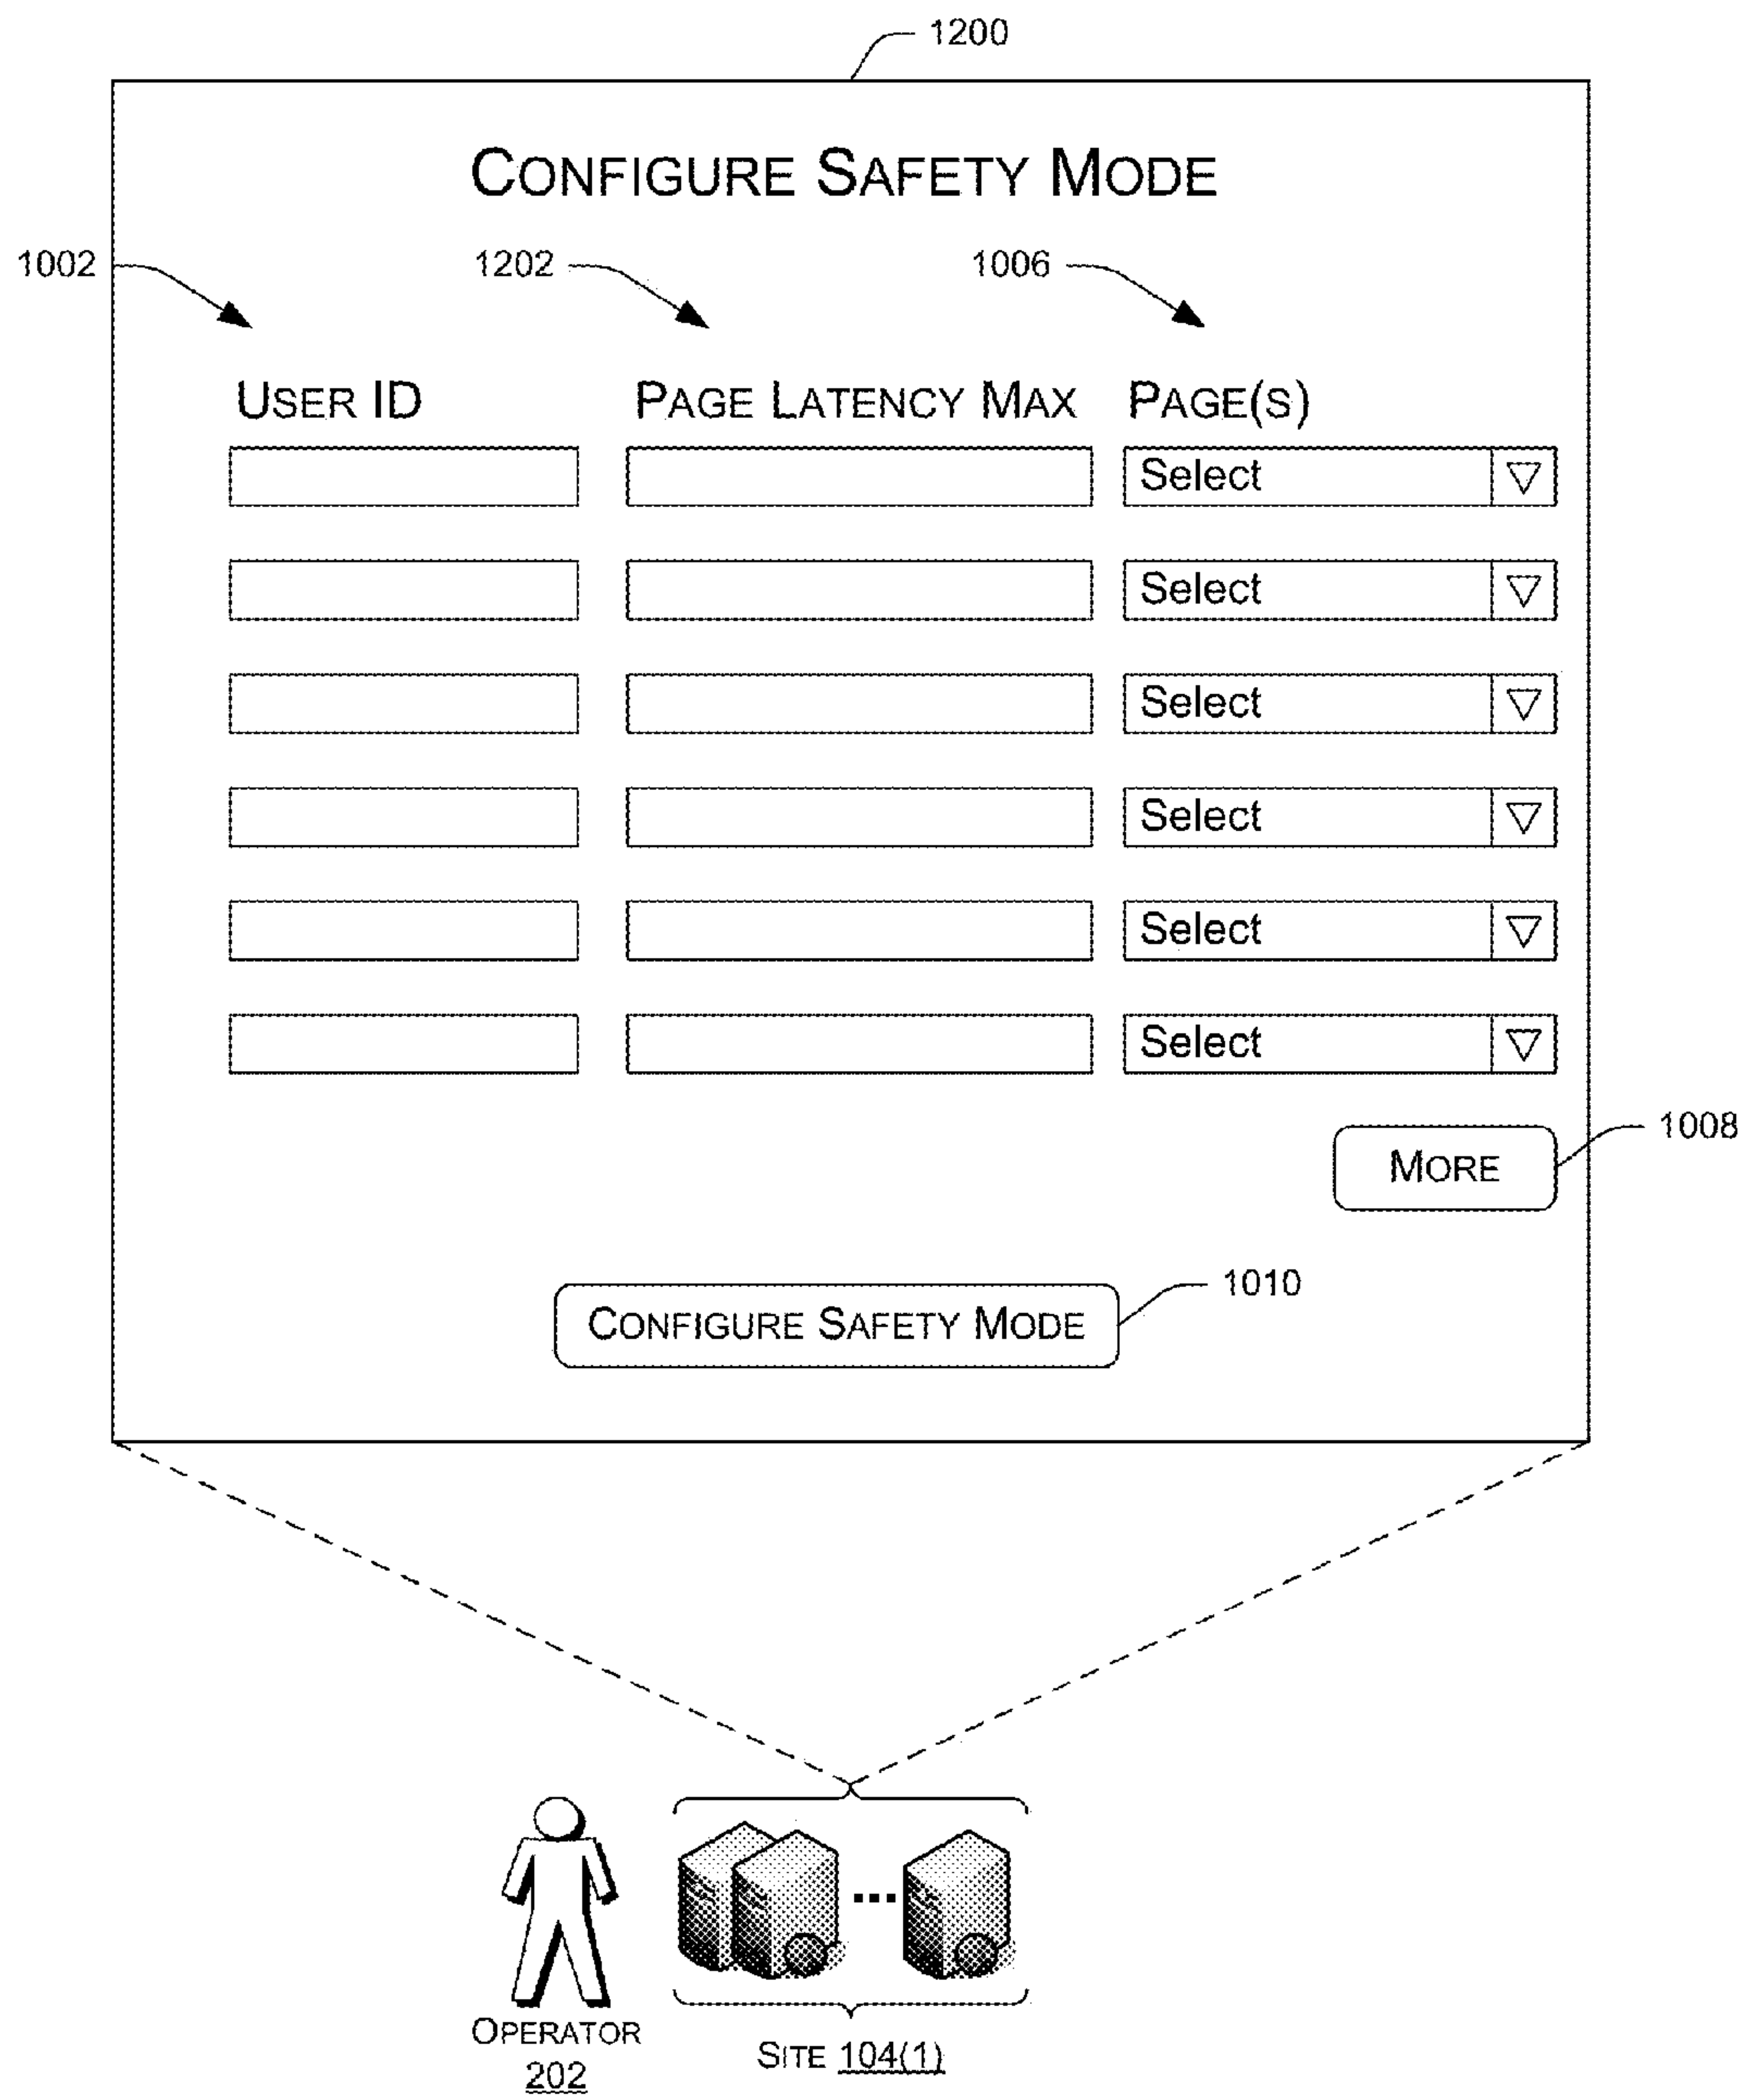 1200
CONFIGURE SAFETY MODE
1002 1202 1006
USER ID PAGE LATENCY MAX PAGE(S)
Select
Select
Select
Select
Select
Select
1008
MORE
1010
CONFIGURE SAFETY MODE
OPERATOR
202
SITE 104(1)